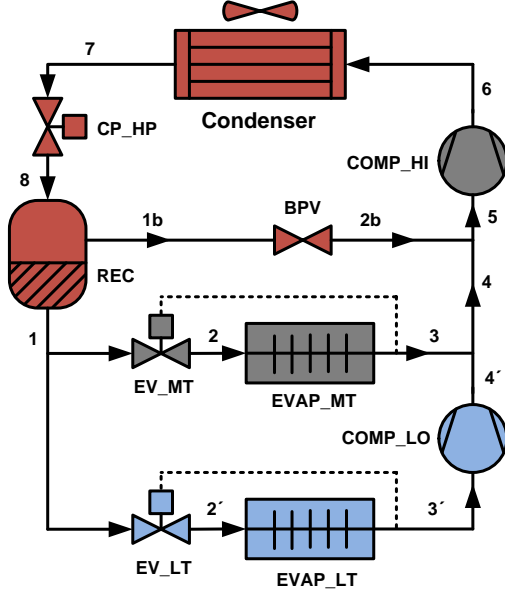 7
6
Condenser
CP_HP
COMP_HI
8
1b
BPV
2b
5
REC
4
1
2
3
EV_MT
EVAP_MT
4´
COMP_LO
2´
3´
EV_LT
EVAP_LT